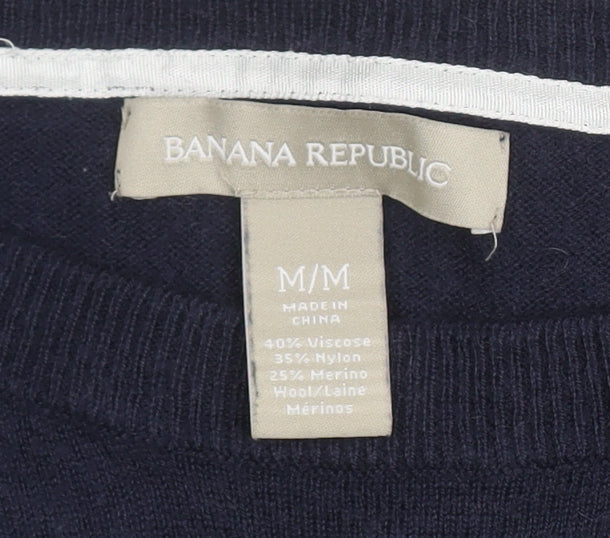 BANANA REPUBLIC
M/M
MADE IN
CHINA
40% Viscose
35% Nylon
25% Merino
Wool/Laine
Mérinos